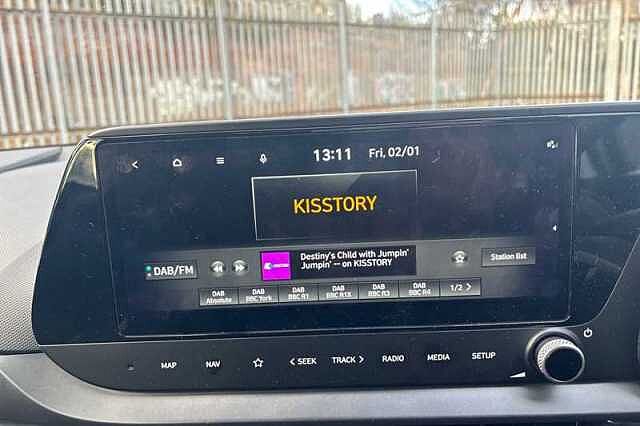 13:11 Fri, 02/01
KISSTORY
DAB/FM
Destiny's Child with Jumpin'
Jumpin' -- on KISSTORY
Station list
DAB Absolute
DAB BBC York
DAB BBC R1
DAB BBC R1X
DAB BBC R3
DAB BBC R4
1/2 >
MAP
NAV
< SEEK
TRACK >
RADIO
MEDIA
SETUP